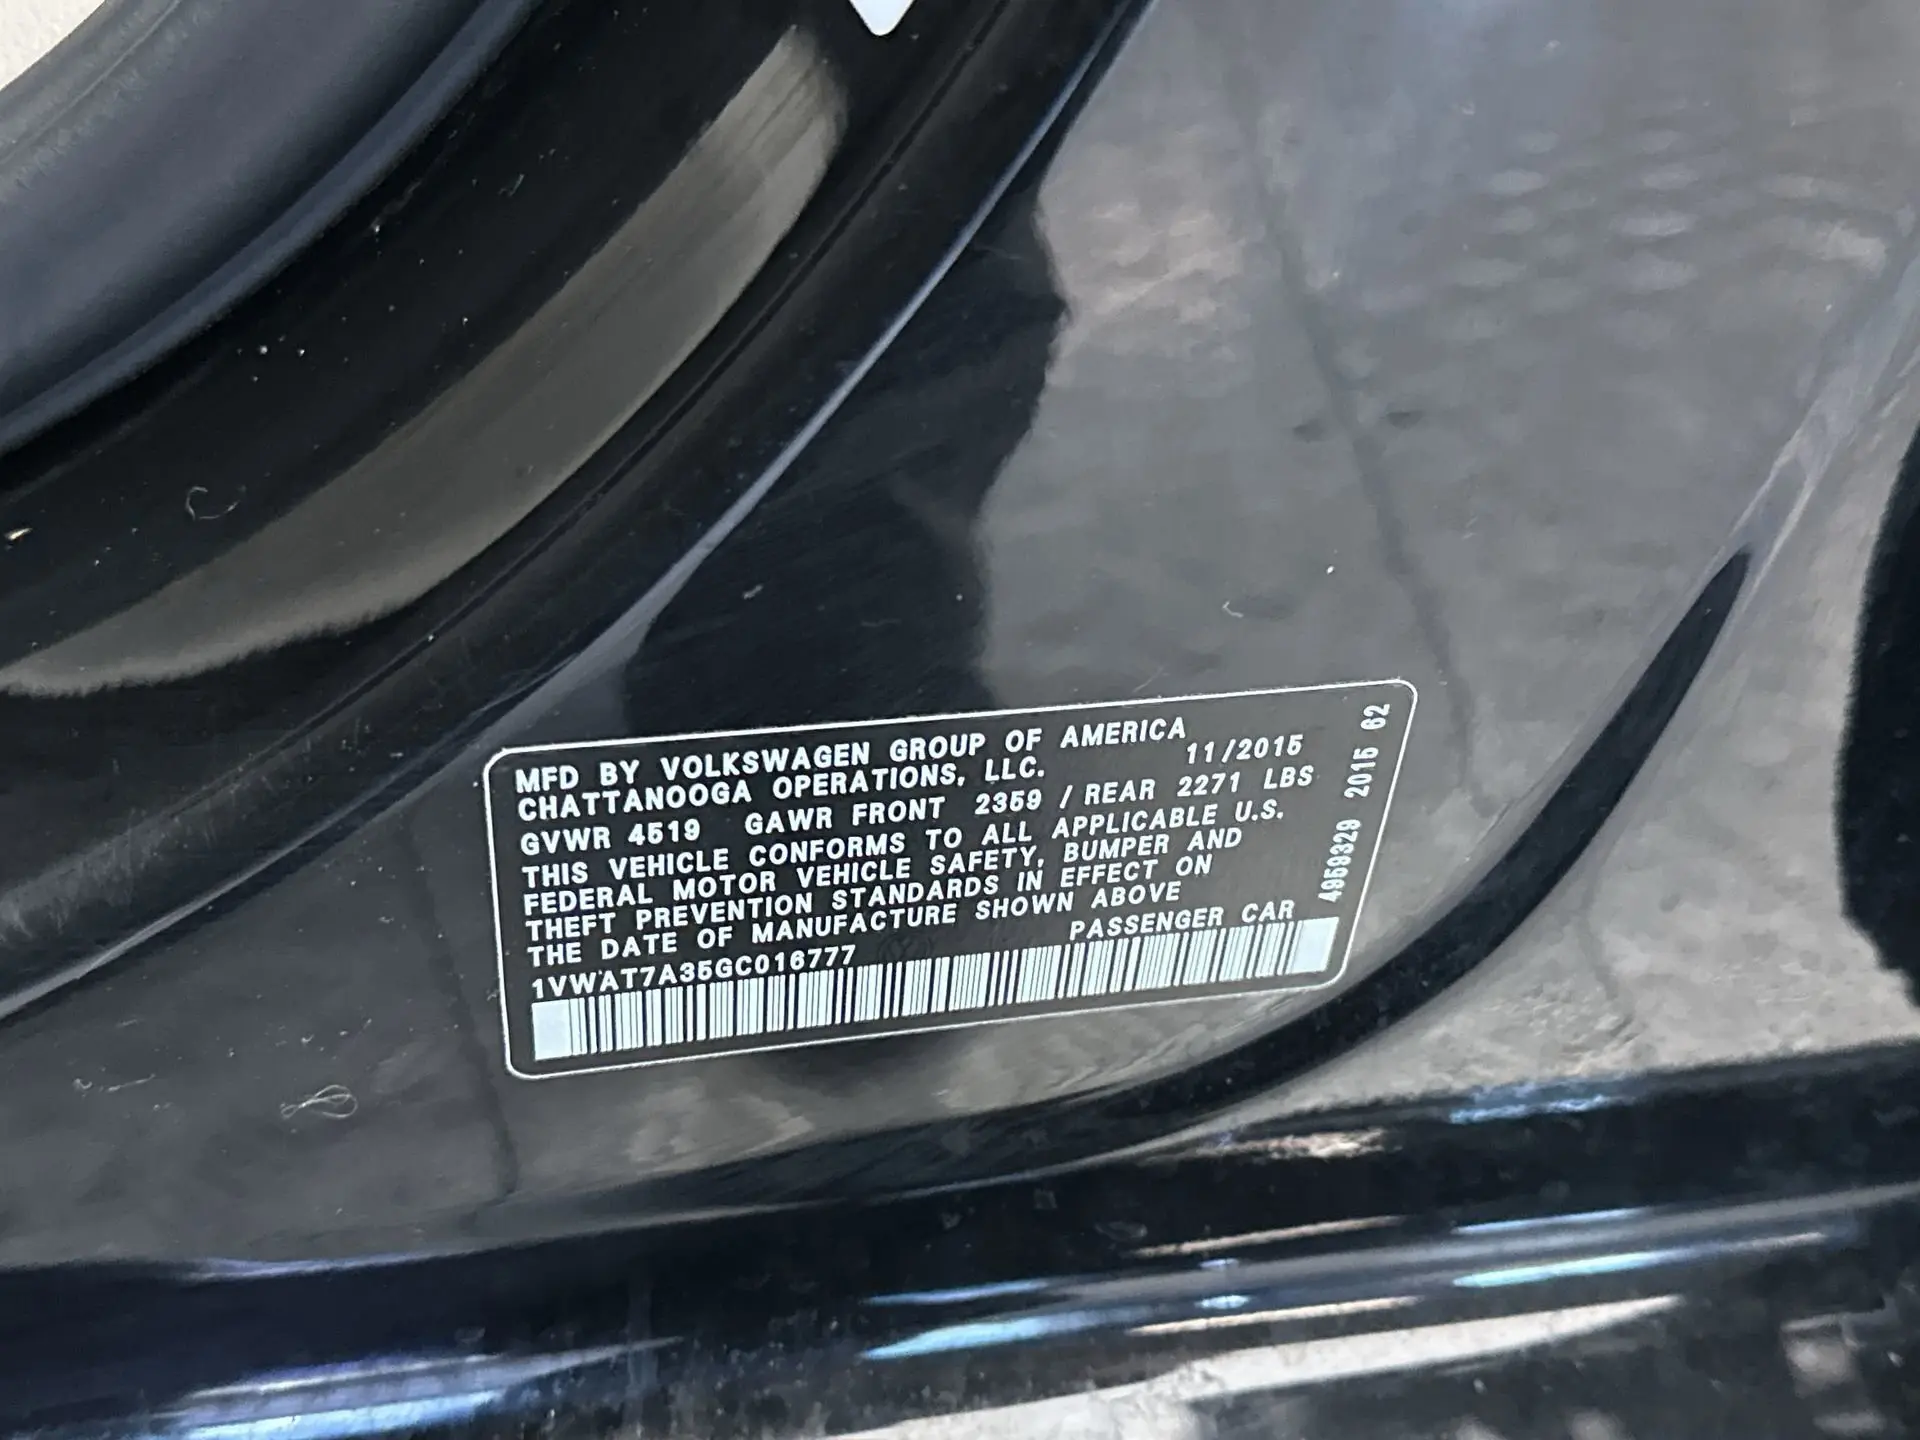 MFD BY VOLKSWAGEN GROUP OF AMERICA
CHATTANOOGA OPERATIONS, LLC. 11/2015
GVWR 4519 GAWR FRONT 2359 / REAR 2271 LBS
THIS VEHICLE CONFORMS TO ALL APPLICABLE U.S.
FEDERAL MOTOR VEHICLE SAFETY, BUMPER AND
THEFT PREVENTION STANDARDS IN EFFECT ON
THE DATE OF MANUFACTURE SHOWN ABOVE
1VWAT7A35GC016777 PASSENGER CAR
4959329 2015 62